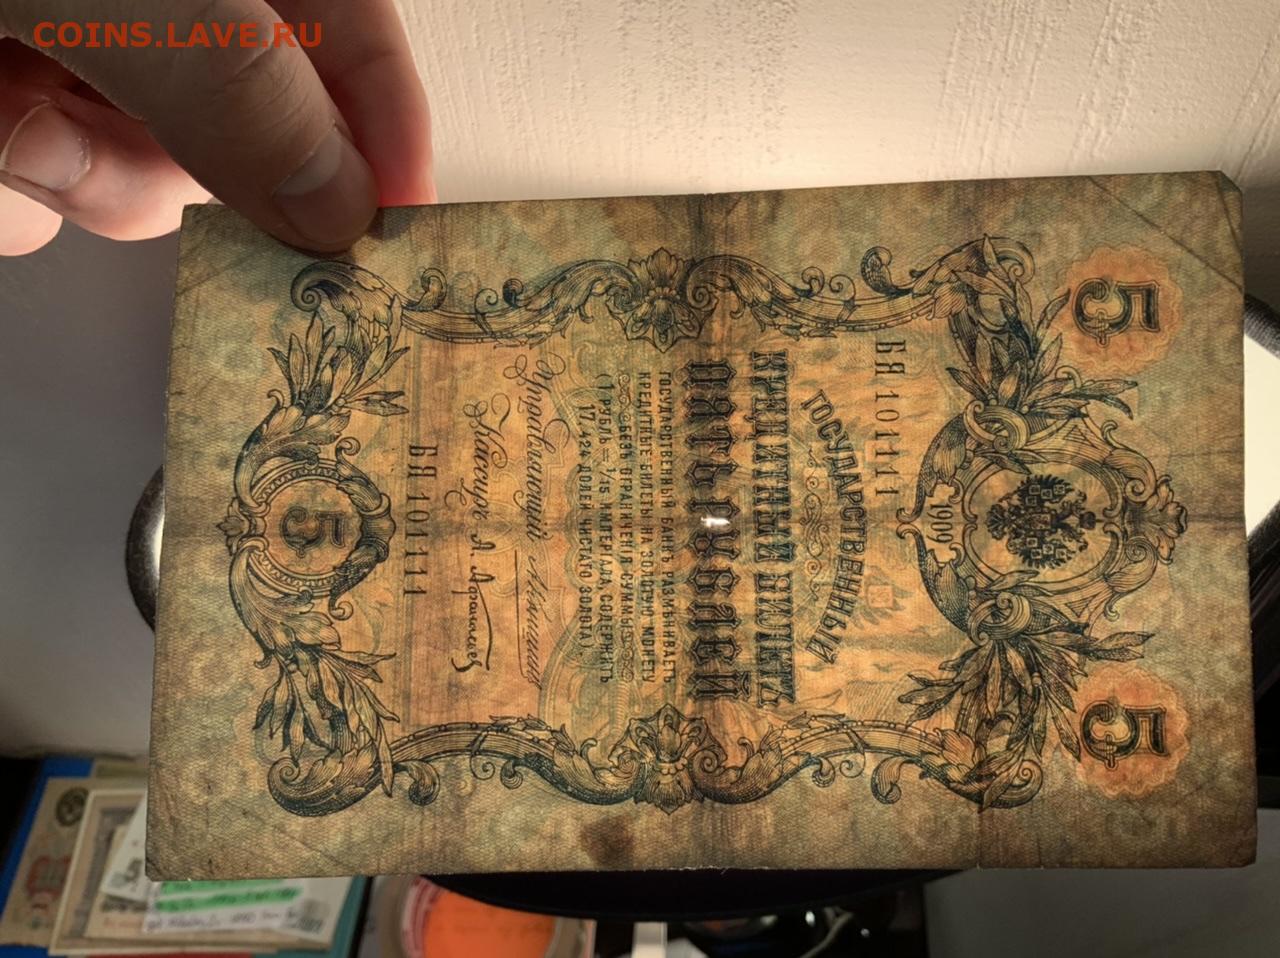 COINS.LAVE.RU
5
5
1909
БЯ 101111
ГОСУДАРСТВЕННЫЙ
КРЕДИТНЫЙ БИЛЕТЪ
ПЯТЬ РУБЛЕЙ
ГОСУДАРСТВЕННЫЙ БАНКЪ РАЗМѢНИВАЕТЪ
КРЕДИТНЫЕ БИЛЕТЫ НА ЗОЛОТУЮ МОНЕТУ
БЕЗЪ ОГРАНИЧЕНІЯ СУММЫ
(1 РУБЛЬ = 1/15 ИМПЕРІАЛА, СОДЕРЖИТЪ
17,424 ДОЛЕЙ ЧИСТАГО ЗОЛОТА).
Управляющій
Кассиръ А. Афанасьев
БЯ 101111
5